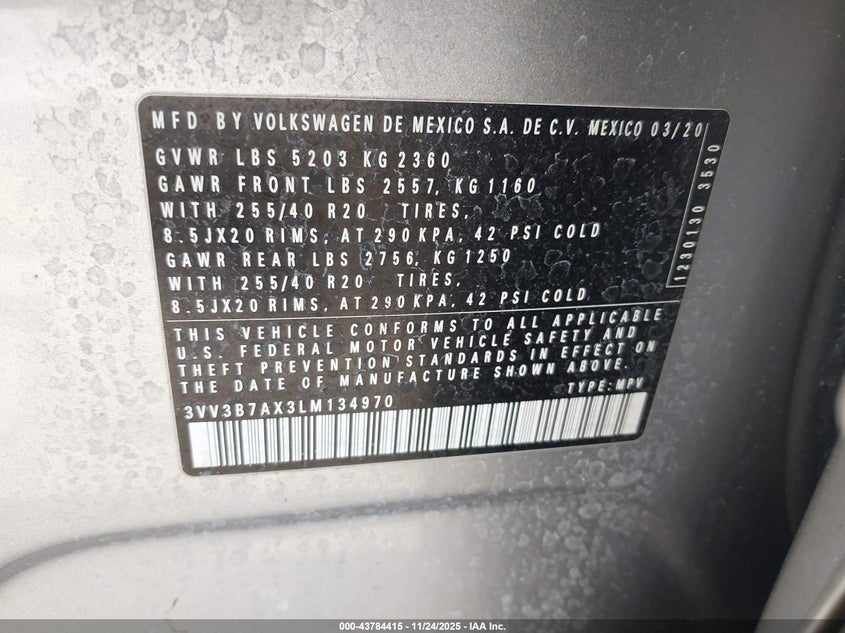 MFD BY VOLKSWAGEN DE MEXICO S.A. DE C.V. MEXICO 03/20
GVWR LBS 5203 KG 2360
GAWR FRONT LBS 2557, KG 1160
WITH 255/40 R20 TIRES,
8.5JX20 RIMS, AT 290 KPA, 42 PSI COLD
GAWR REAR LBS 2756, KG 1250
WITH 255/40 R20 TIRES,
8.5JX20 RIMS, AT 290 KPA, 42 PSI COLD
1230130 3530
THIS VEHICLE CONFORMS TO ALL APPLICABLE
U.S. FEDERAL MOTOR VEHICLE SAFETY AND
THEFT PREVENTION STANDARDS IN EFFECT ON
THE DATE OF MANUFACTURE SHOWN ABOVE.
TYPE: MPV
3VV3B7AX3LM134970
000-43784415 - 11/24/2025 - IAA Inc.